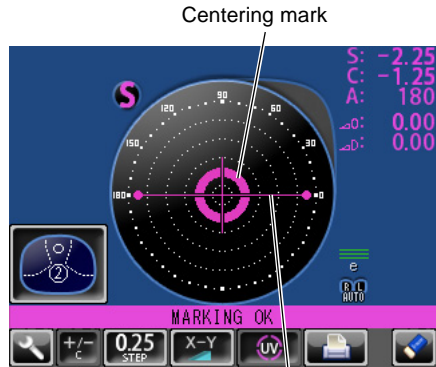 Centering mark
S: -2.25
C: -1.25
A: 180
⊿O: 0.00
⊿D: 0.00
S
90
120 60
150 30
180 0
2
e
R L
AUTO
MARKING OK
+/- C
0.25 STEP
X-Y
UV